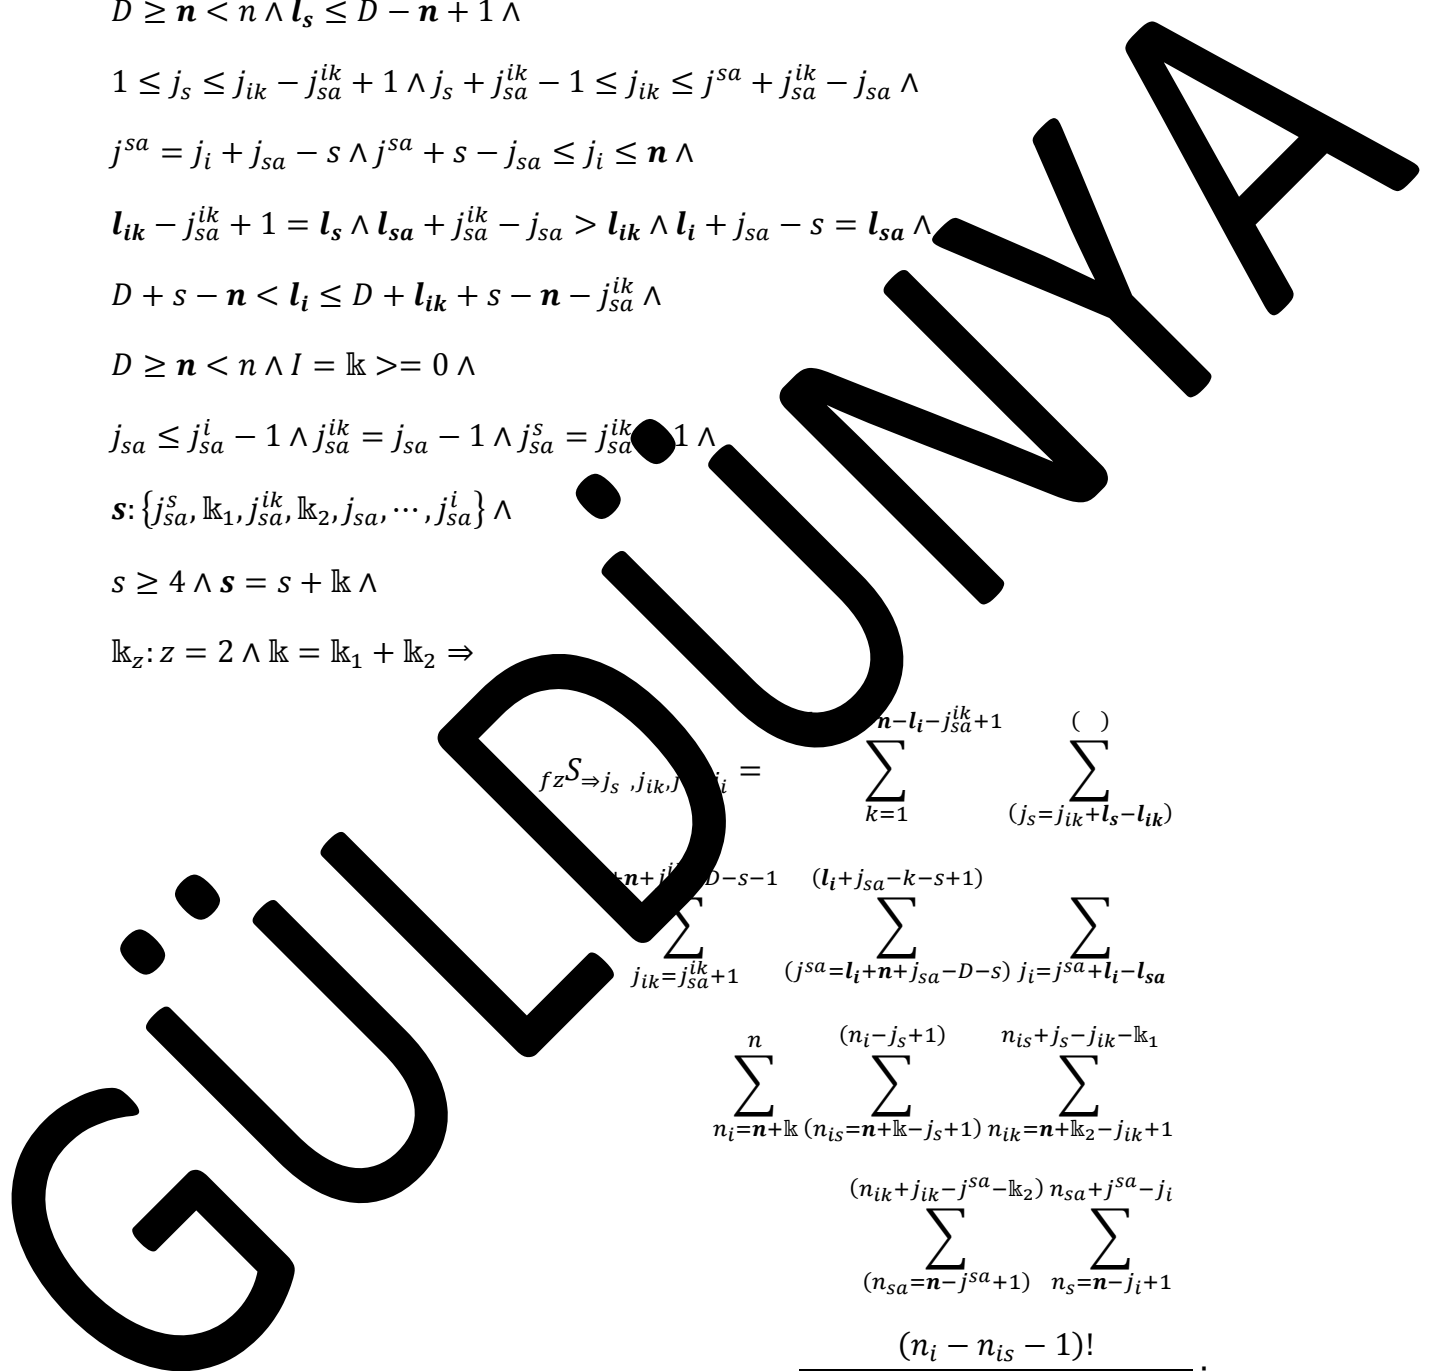 D ≥ n < n ∧ l_s ≤ D − n + 1 ∧
1 ≤ j_s ≤ j_ik − j_sa^ik + 1 ∧ j_s + j_sa^ik − 1 ≤ j_ik ≤ j^sa + j_sa^ik − j_sa ∧
j^sa = j_i + j_sa − s ∧ j^sa + s − j_sa ≤ j_i ≤ n ∧
l_ik − j_sa^ik + 1 = l_s ∧ l_sa + j_sa^ik − j_sa > l_ik ∧ l_i + j_sa − s = l_sa ∧
D + s − n < l_i ≤ D + l_ik + s − n − j_sa^ik ∧
D ≥ n < n ∧ I = 𝕜 >= 0 ∧
j_sa ≤ j_sa^i − 1 ∧ j_sa^ik = j_sa − 1 ∧ j_sa^s = j_sa^ik 1 ∧
s: {j_sa^s, 𝕜_1, j_sa^ik, 𝕜_2, j_sa, ⋯, j_sa^i} ∧
s ≥ 4 ∧ s = s + 𝕜 ∧
𝕜_z: z = 2 ∧ 𝕜 = 𝕜_1 + 𝕜_2 ⇒
n−l_i−j_sa^ik+1 ( )
fzS⇒j_s ,j_ik,j i = ∑ ∑
k=1 (j_s=j_ik+l_s−l_ik)
+n+j D−s−1 (l_i+j_sa−k−s+1)
∑ ∑ ∑
j_ik=j_sa^ik+1 (j^sa=l_i+n+j_sa−D−s) j_i=j^sa+l_i−l_sa
n (n_i−j_s+1) n_is+j_s−j_ik−𝕜_1
∑ ∑ ∑
n_i=n+𝕜 (n_is=n+𝕜−j_s+1) n_ik=n+𝕜_2−j_ik+1
(n_ik+j_ik−j^sa−𝕜_2) n_sa+j^sa−j_i
∑ ∑
(n_sa=n−j^sa+1) n_s=n−j_i+1
(n_i − n_is − 1)!
.
GÜLDÜNYA